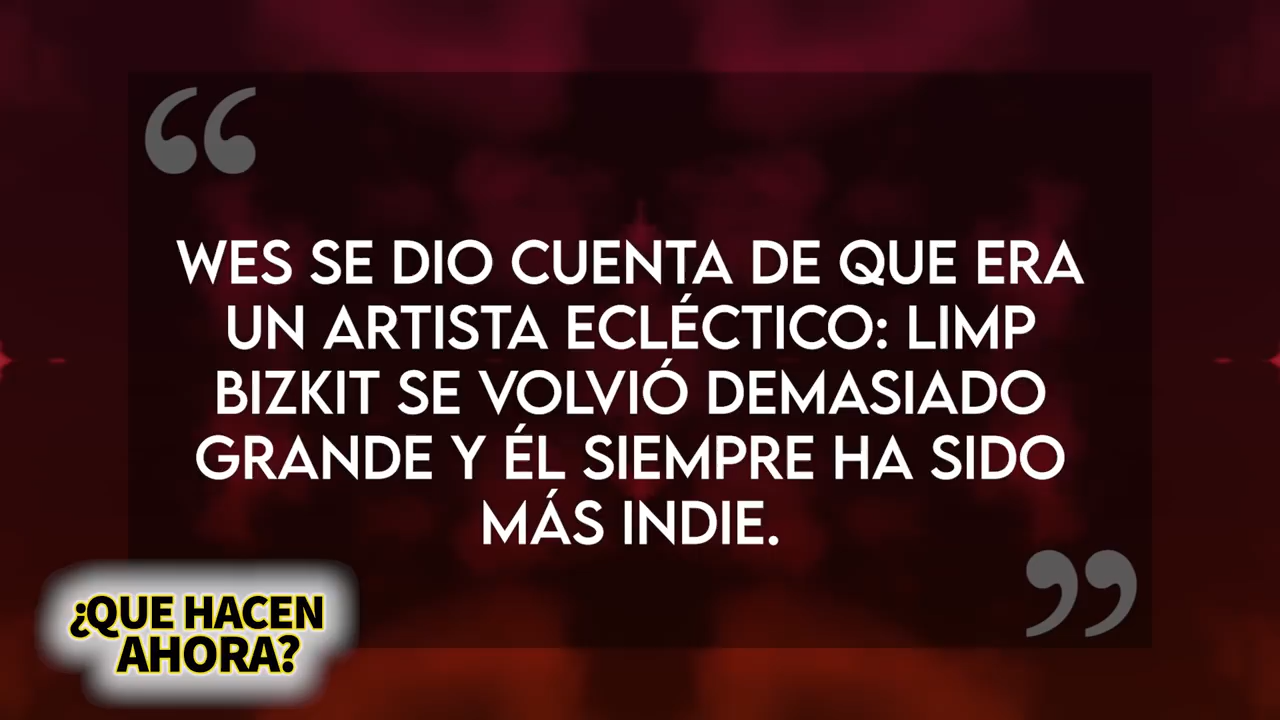 “
WES SE DIO CUENTA DE QUE ERA
UN ARTISTA ECLÉCTICO: LIMP
BIZKIT SE VOLVIÓ DEMASIADO
GRANDE Y ÉL SIEMPRE HA SIDO
MÁS INDIE.
”
¿QUE HACEN
AHORA?